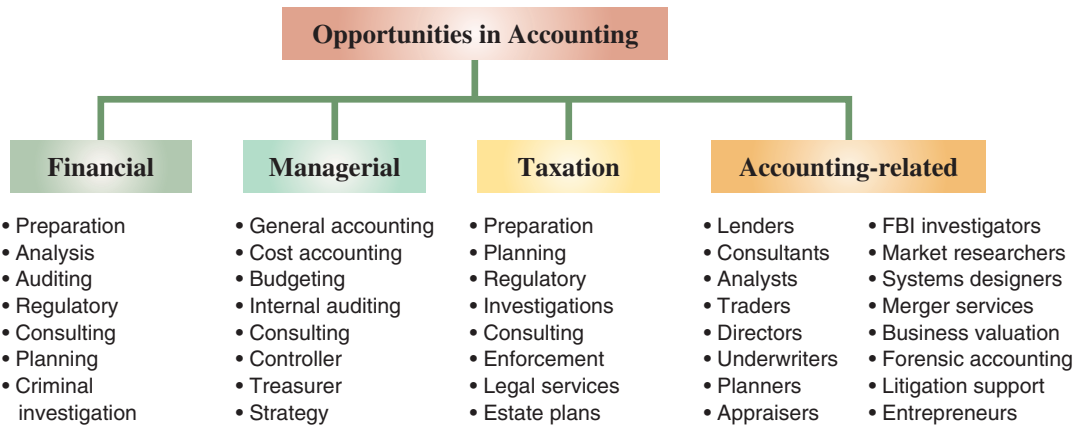 Opportunities in Accounting
Financial
• Preparation
• Analysis
• Auditing
• Regulatory
• Consulting
• Planning
• Criminal
investigation
Managerial
• General accounting
• Cost accounting
• Budgeting
• Internal auditing
• Consulting
• Controller
• Treasurer
• Strategy
Taxation
• Preparation
• Planning
• Regulatory
• Investigations
• Consulting
• Enforcement
• Legal services
• Estate plans
Accounting-related
• Lenders
• Consultants
• Analysts
• Traders
• Directors
• Underwriters
• Planners
• Appraisers
• FBI investigators
• Market researchers
• Systems designers
• Merger services
• Business valuation
• Forensic accounting
• Litigation support
• Entrepreneurs